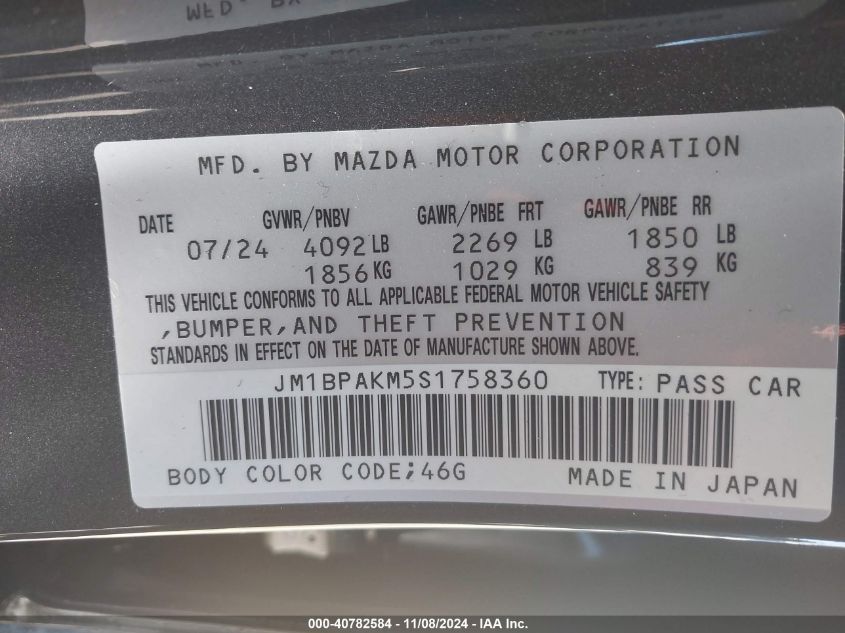 MFD. BY MAZDA MOTOR CORPORATION
DATE GVWR/PNBV GAWR/PNBE FRT GAWR/PNBE RR
07/24 4092 LB 2269 LB 1850 LB
1856 KG 1029 KG 839 KG
THIS VEHICLE CONFORMS TO ALL APPLICABLE FEDERAL MOTOR VEHICLE SAFETY
,BUMPER,AND THEFT PREVENTION
STANDARDS IN EFFECT ON THE DATE OF MANUFACTURE SHOWN ABOVE.
JM1BPAKM5S1758360 TYPE: PASS CAR
BODY COLOR CODE;46G MADE IN JAPAN
000-40782584 - 11/08/2024 - IAA Inc.